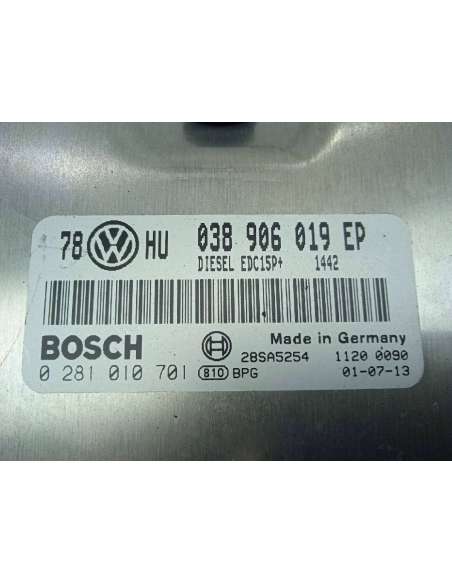 78 VW HU 038 906 019 EP
DIESEL EDC15P+ 1442
BOSCH Made in Germany
28SA5254 1120 0090
0 281 010 701 810 BPG 01-07-13